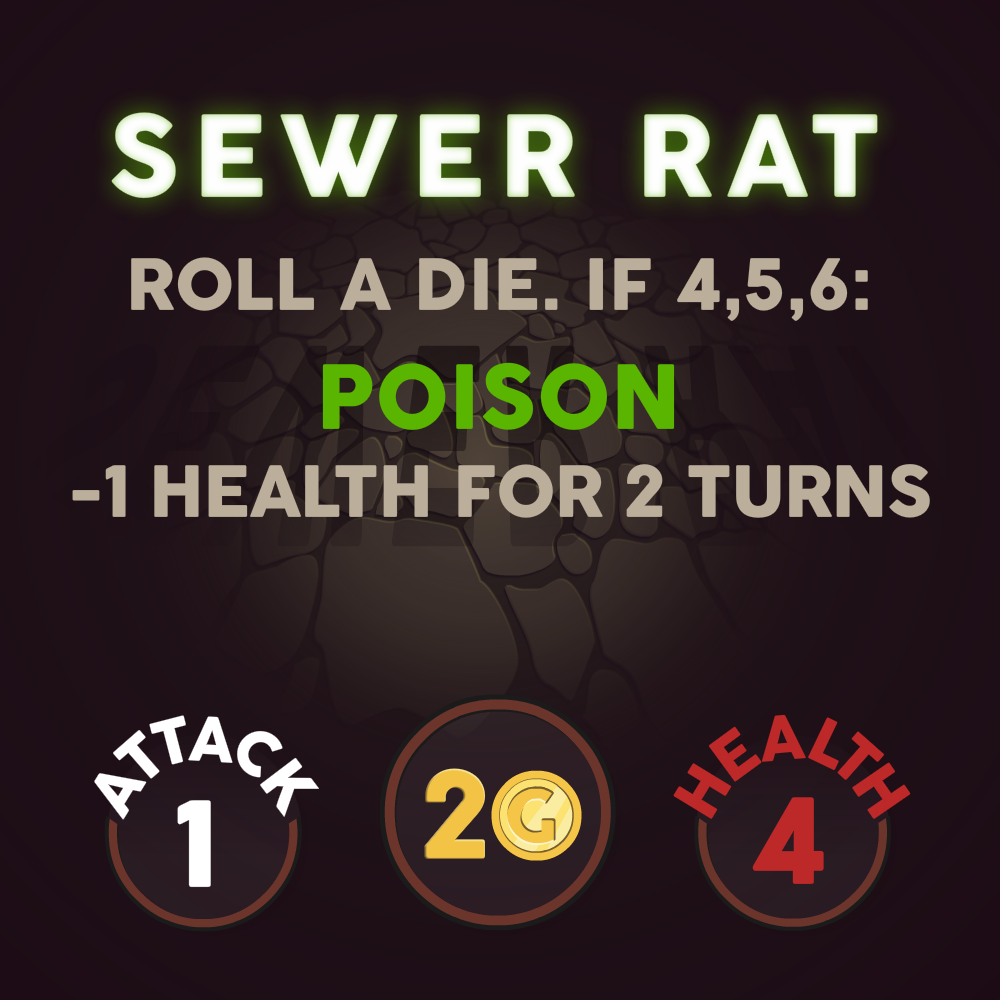 SEWER RAT
ROLL A DIE. IF 4,5,6:
POISON
-1 HEALTH FOR 2 TURNS
ATTACK
1
2G
HEALTH
4